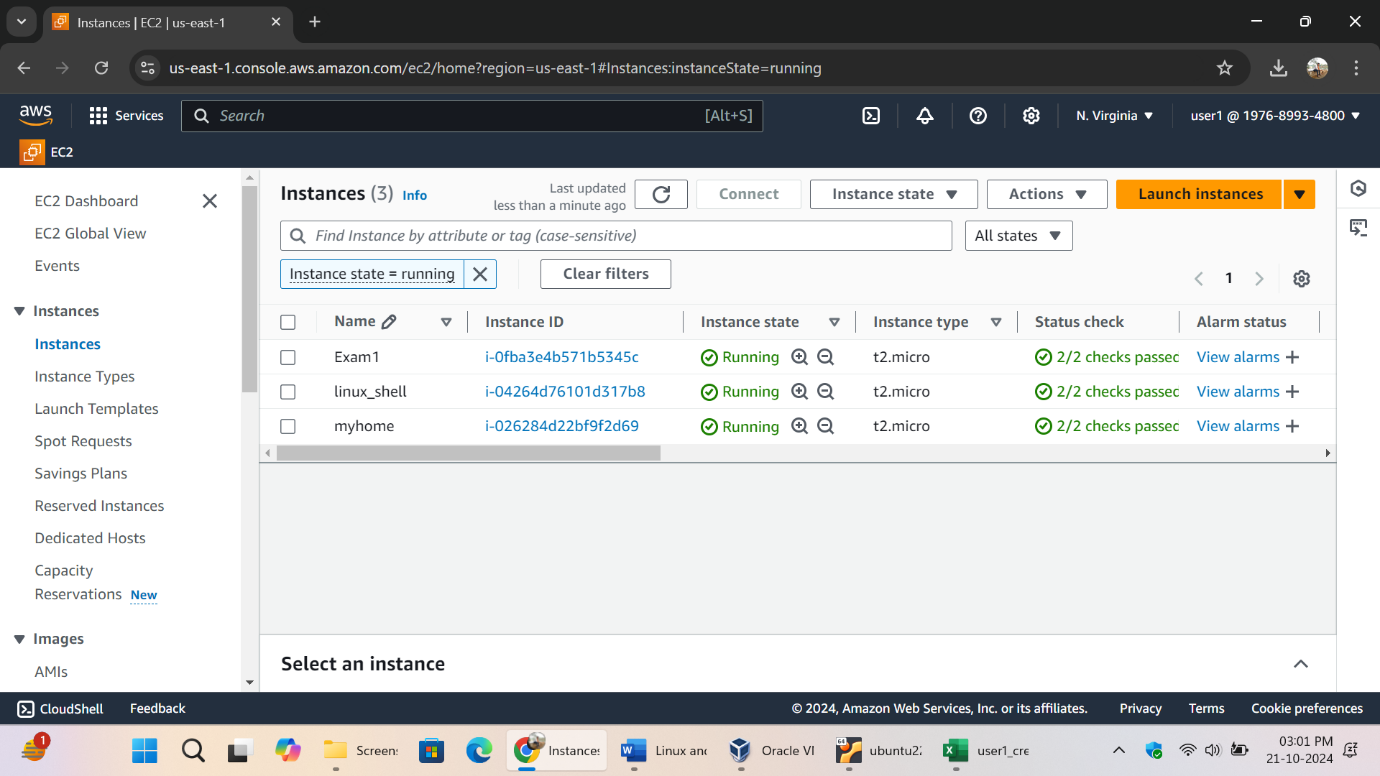 Instances | EC2 | us-east-1
us-east-1.console.aws.amazon.com/ec2/home?region=us-east-1#Instances:instanceState=running
aws Services Search [Alt+S] N. Virginia user1 @ 1976-8993-4800
EC2
EC2 Dashboard
EC2 Global View
Events
Instances
Instances
Instance Types
Launch Templates
Spot Requests
Savings Plans
Reserved Instances
Dedicated Hosts
Capacity
Reservations New
Images
AMIs
Instances (3) Info
Last updated
less than a minute ago
Connect Instance state Actions Launch instances
Find Instance by attribute or tag (case-sensitive) All states
Instance state = running Clear filters 1
Name Instance ID Instance state Instance type Status check Alarm status
Exam1 i-0fba3e4b571b5345c Running t2.micro 2/2 checks passec View alarms +
linux_shell i-04264d76101d317b8 Running t2.micro 2/2 checks passec View alarms +
myhome i-026284d22bf9f2d69 Running t2.micro 2/2 checks passec View alarms +
Select an instance
CloudShell Feedback © 2024, Amazon Web Services, Inc. or its affiliates. Privacy Terms Cookie preferences
1 Screens Instances Linux and Oracle VI 64 ubuntu22 user1_cre
03:01 PM
21-10-2024